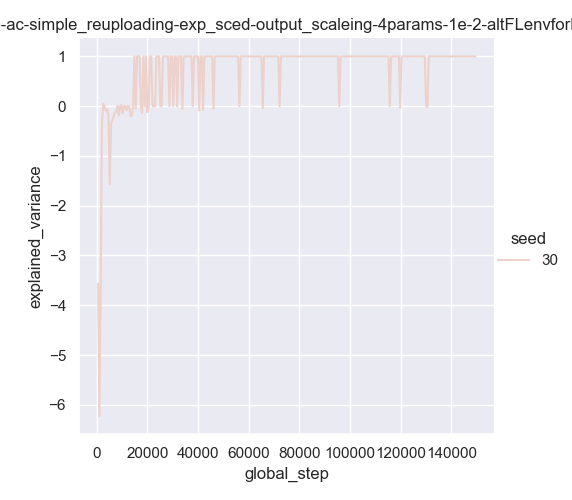 -ac-simple_reuploading-exp_sced-output_scaleing-4params-1e-2-altFLenvforl
1
0
−1
−2
−3
−4
−5
−6
explained_variance
0 20000 40000 60000 80000 100000 120000 140000
global_step
seed
30